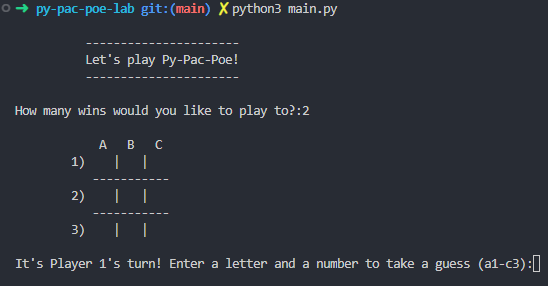 ○ ➜ py-pac-poe-lab git:(main) ✗ python3 main.py
---------------------
Let's play Py-Pac-Poe!
---------------------
How many wins would you like to play to?:2
A B C
1) | |
-----------
2) | |
-----------
3) | |
It's Player 1's turn! Enter a letter and a number to take a guess (a1-c3):